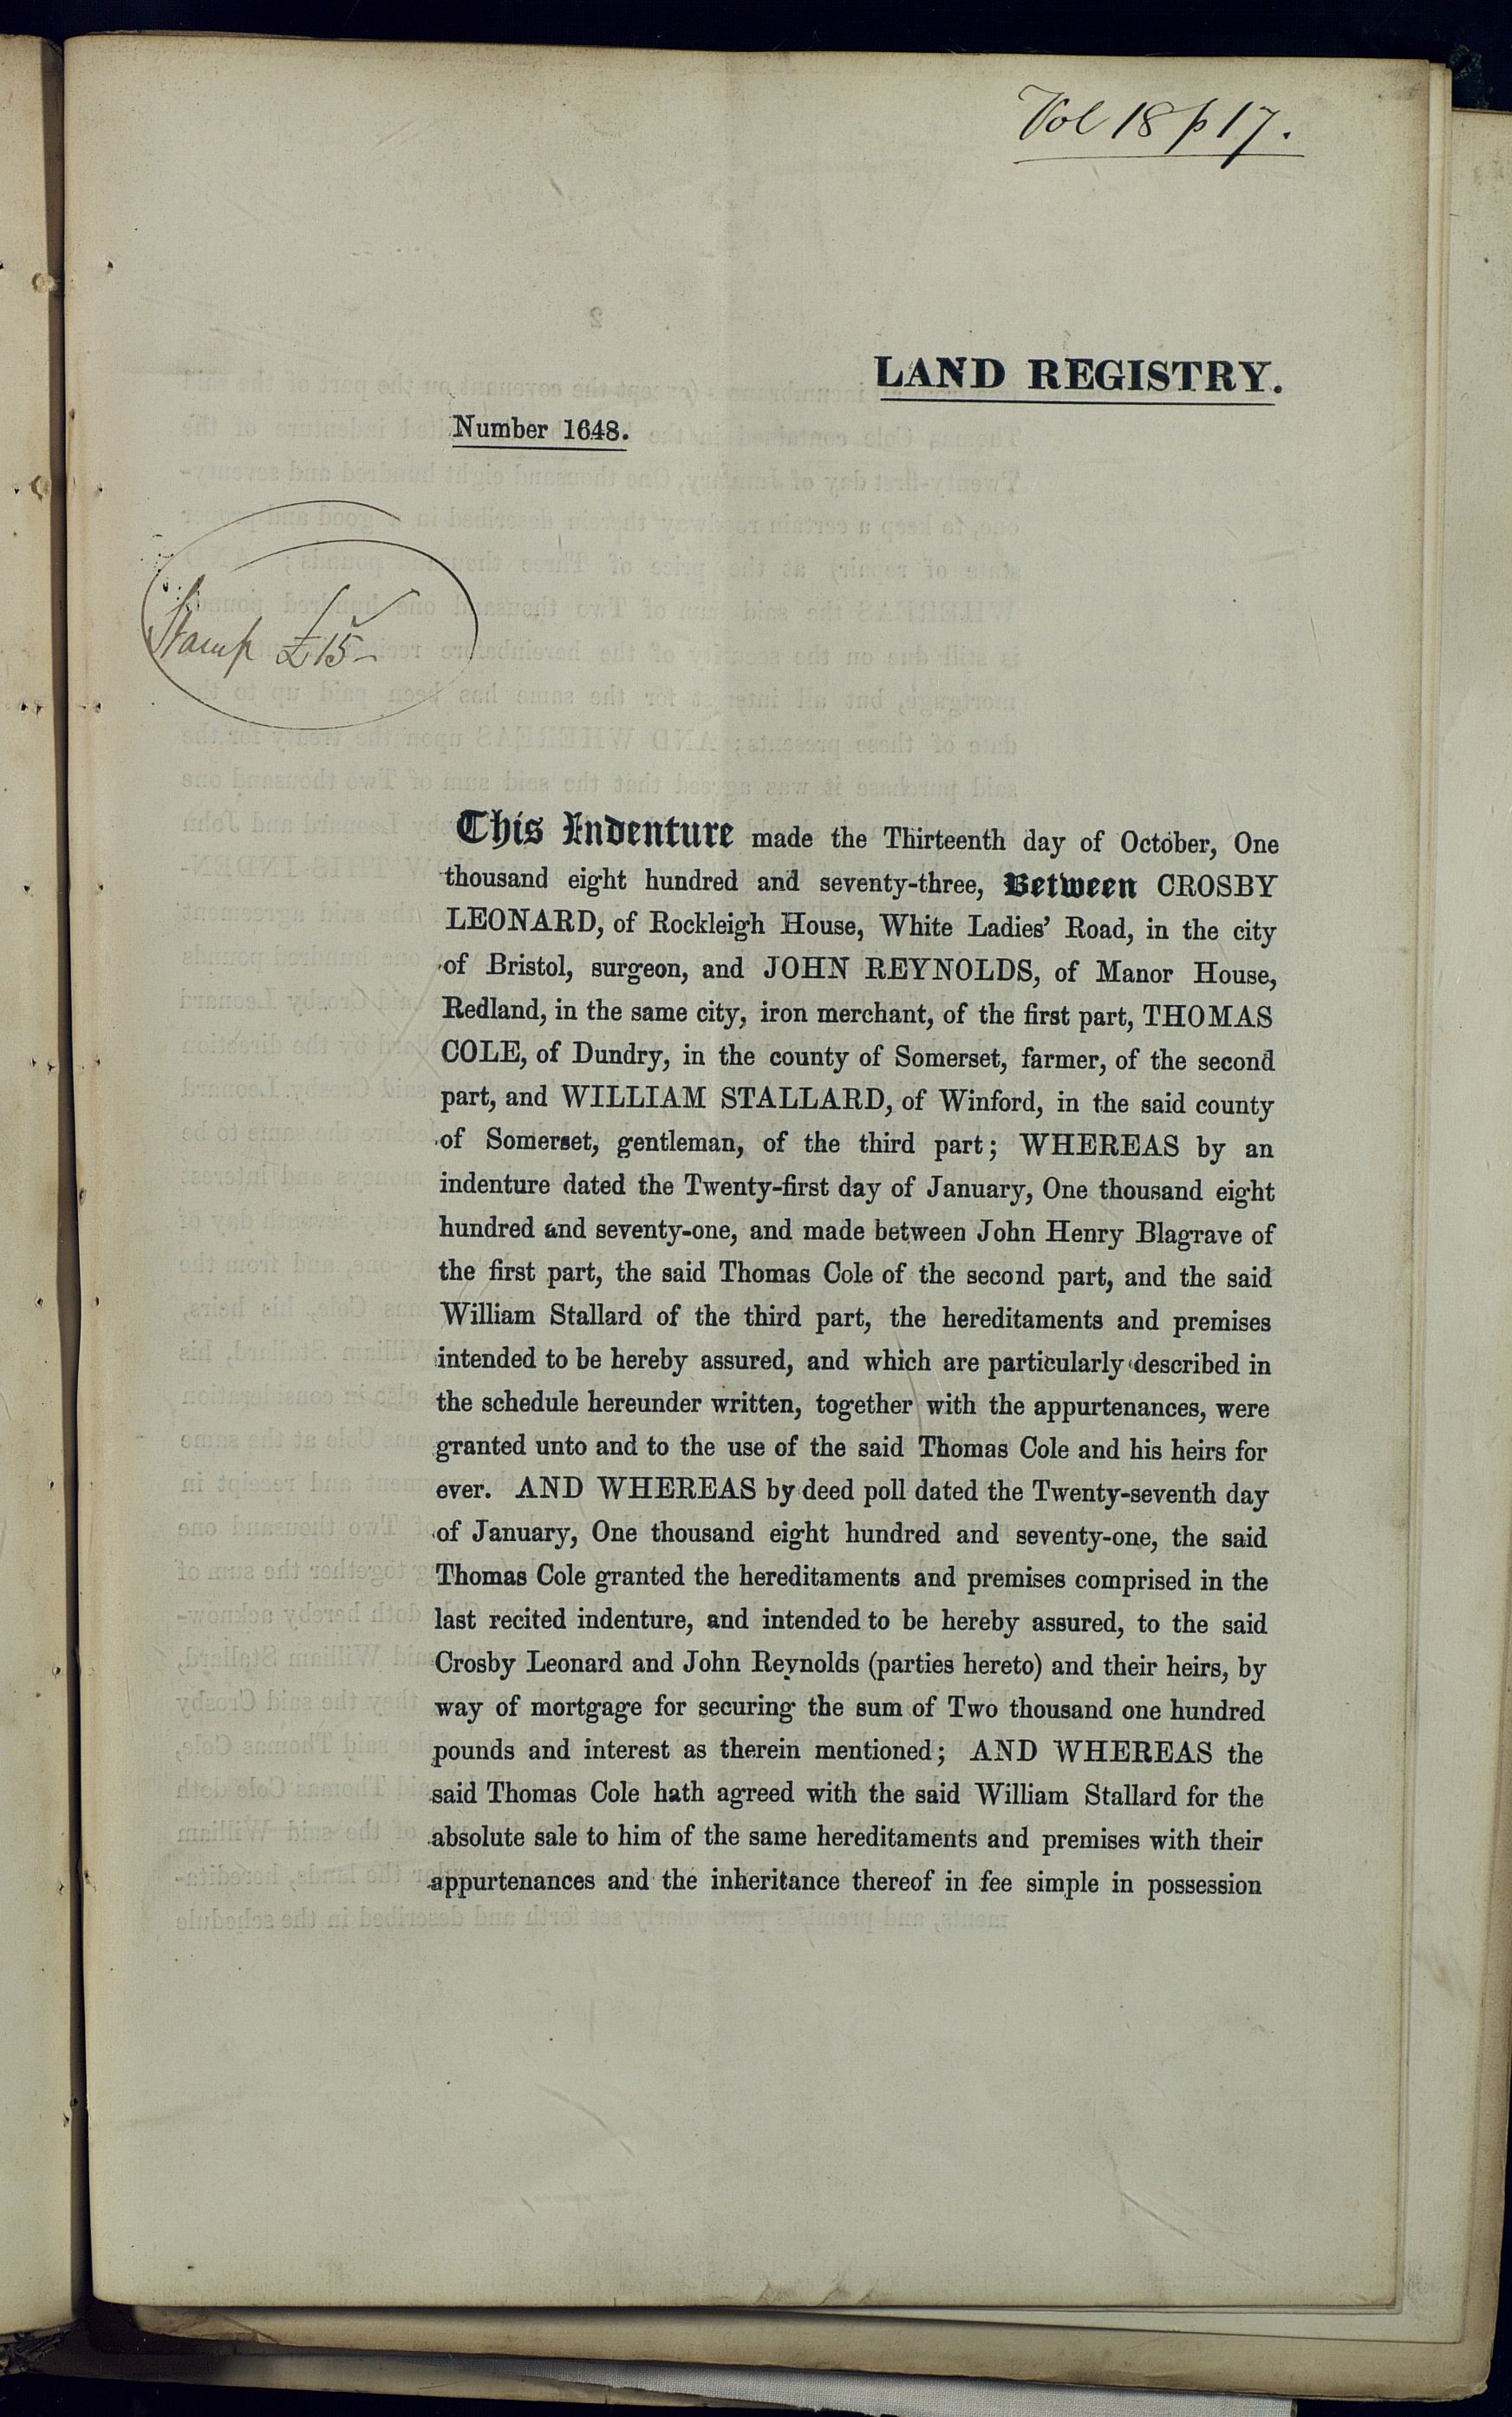 Vol 18 p 17.
LAND REGISTRY.
Number 1648.
Stamp £15-
This Indenture made the Thirteenth day of October, One
thousand eight hundred and seventy-three, Between CROSBY
LEONARD, of Rockleigh House, White Ladies' Road, in the city
of Bristol, surgeon, and JOHN REYNOLDS, of Manor House,
Redland, in the same city, iron merchant, of the first part, THOMAS
COLE, of Dundry, in the county of Somerset, farmer, of the second
part, and WILLIAM STALLARD, of Winford, in the said county
of Somerset, gentleman, of the third part; WHEREAS by an
indenture dated the Twenty-first day of January, One thousand eight
hundred and seventy-one, and made between John Henry Blagrave of
the first part, the said Thomas Cole of the second part, and the said
William Stallard of the third part, the hereditaments and premises
intended to be hereby assured, and which are particularly described in
the schedule hereunder written, together with the appurtenances, were
granted unto and to the use of the said Thomas Cole and his heirs for
ever. AND WHEREAS by deed poll dated the Twenty-seventh day
of January, One thousand eight hundred and seventy-one, the said
Thomas Cole granted the hereditaments and premises comprised in the
last recited indenture, and intended to be hereby assured, to the said
Crosby Leonard and John Reynolds (parties hereto) and their heirs, by
way of mortgage for securing the sum of Two thousand one hundred
pounds and interest as therein mentioned; AND WHEREAS the
said Thomas Cole hath agreed with the said William Stallard for the
absolute sale to him of the same hereditaments and premises with their
appurtenances and the inheritance thereof in fee simple in possession